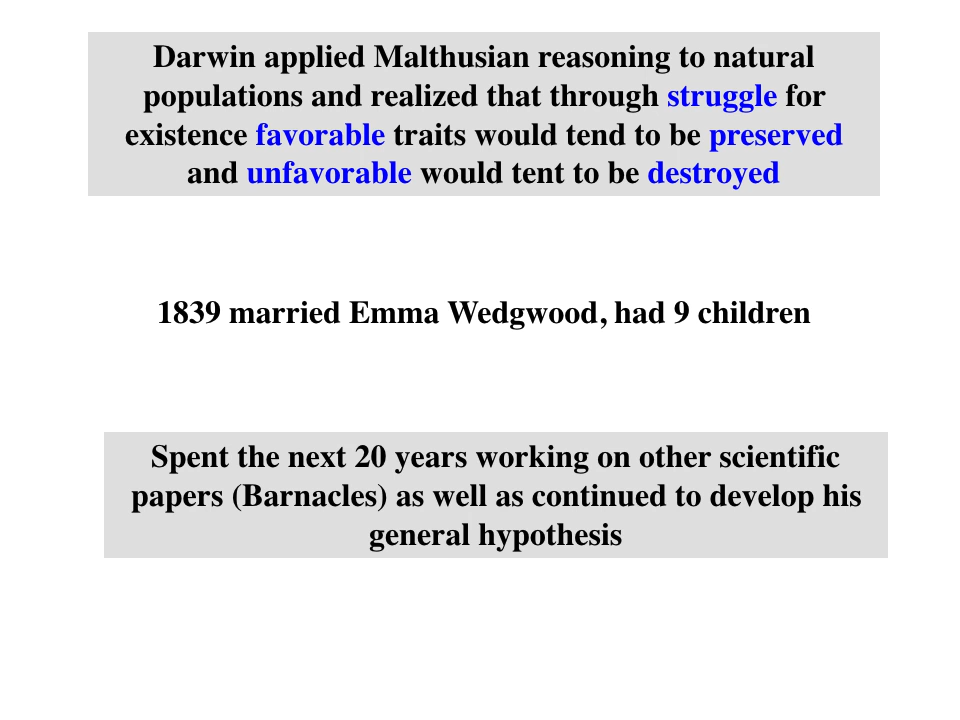 Darwin applied Malthusian reasoning to natural
populations and realized that through struggle for
existence favorable traits would tend to be preserved
and unfavorable would tent to be destroyed
1839 married Emma Wedgwood, had 9 children
Spent the next 20 years working on other scientific
papers (Barnacles) as well as continued to develop his
general hypothesis